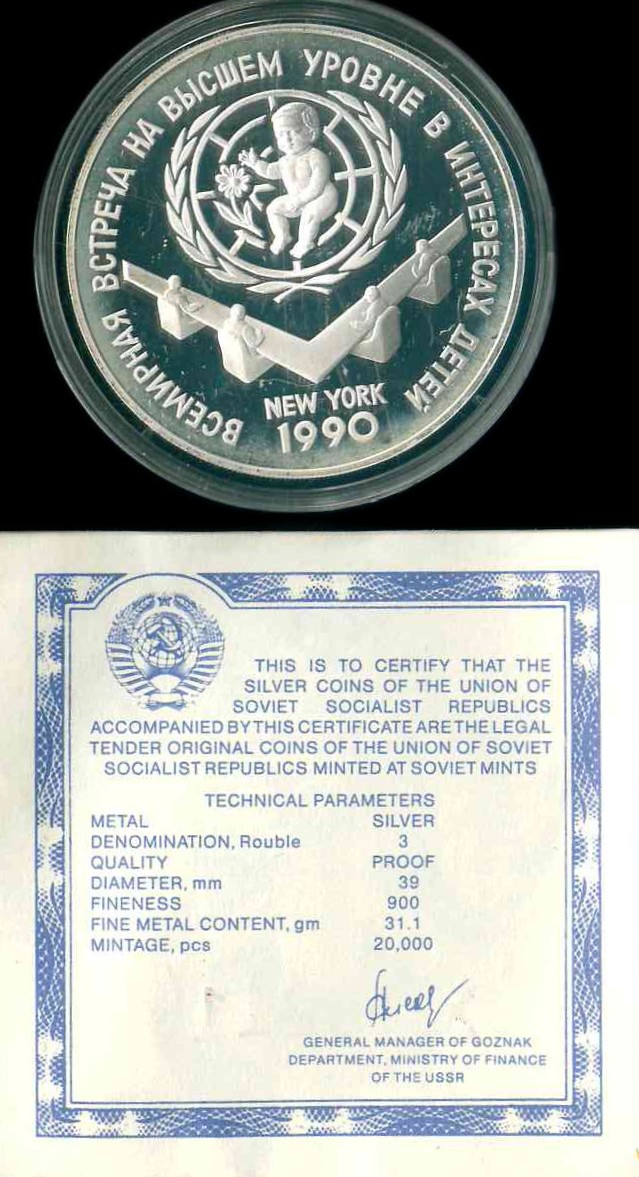 ВСЕМИРНАЯ ВСТРЕЧА НА ВЫСШЕМ УРОВНЕ В ИНТЕРЕСАХ ДЕТЕЙ
NEW YORK
1990
THIS IS TO CERTIFY THAT THE
SILVER COINS OF THE UNION OF
SOVIET SOCIALIST REPUBLICS
ACCOMPANIED BY THIS CERTIFICATE ARE THE LEGAL
TENDER ORIGINAL COINS OF THE UNION OF SOVIET
SOCIALIST REPUBLICS MINTED AT SOVIET MINTS
TECHNICAL PARAMETERS
METAL SILVER
DENOMINATION, Rouble 3
QUALITY PROOF
DIAMETER, mm 39
FINENESS 900
FINE METAL CONTENT, gm 31.1
MINTAGE, pcs 20,000
GENERAL MANAGER OF GOZNAK
DEPARTMENT, MINISTRY OF FINANCE
OF THE USSR